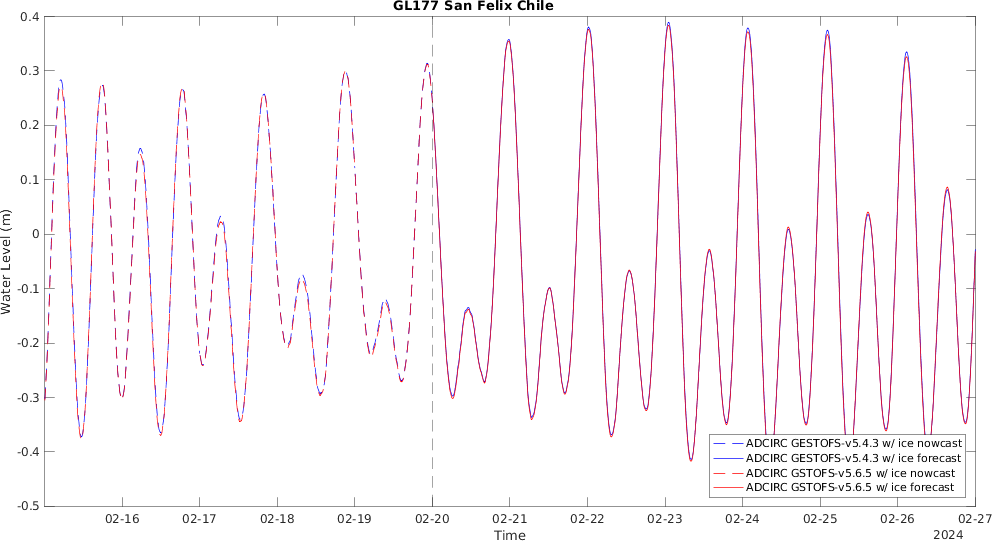 GL177 San Felix Chile
0.4
0.3
0.2
0.1
0
-0.1
-0.2
-0.3
-0.4
-0.5
Water Level (m)
ADCIRC GESTOFS-v5.4.3 w/ ice nowcast
ADCIRC GESTOFS-v5.4.3 w/ ice forecast
ADCIRC GSTOFS-v5.6.5 w/ ice nowcast
ADCIRC GSTOFS-v5.6.5 w/ ice forecast
02-16 02-17 02-18 02-19 02-20 02-21 02-22 02-23 02-24 02-25 02-26 02-27
Time
2024